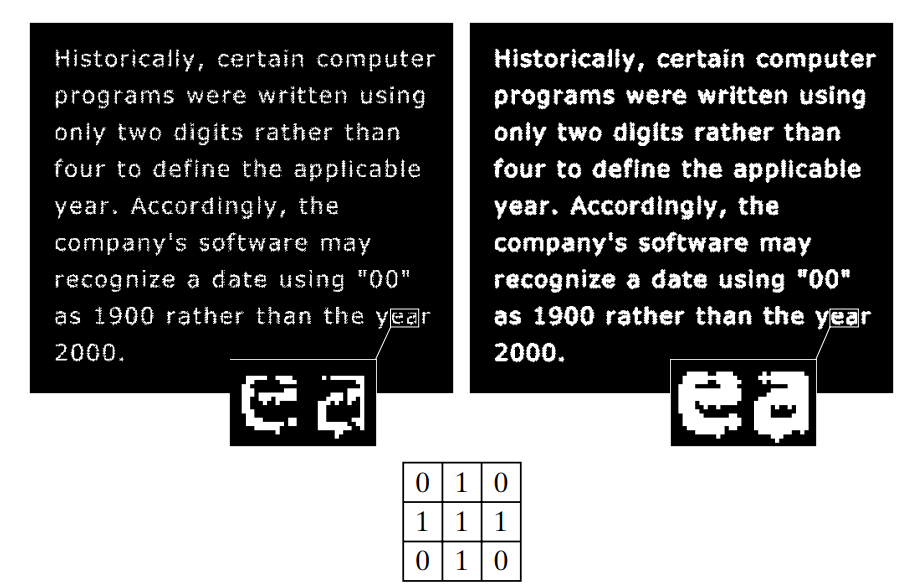 Historically, certain computer
programs were written using
only two digits rather than
four to define the applicable
year. Accordingly, the
company's software may
recognize a date using "00"
as 1900 rather than the year
2000.
e a
Historically, certain computer
programs were written using
only two digits rather than
four to define the applicable
year. Accordingly, the
company's software may
recognize a date using "00"
as 1900 rather than the year
2000.
e a
0 1 0
1 1 1
0 1 0